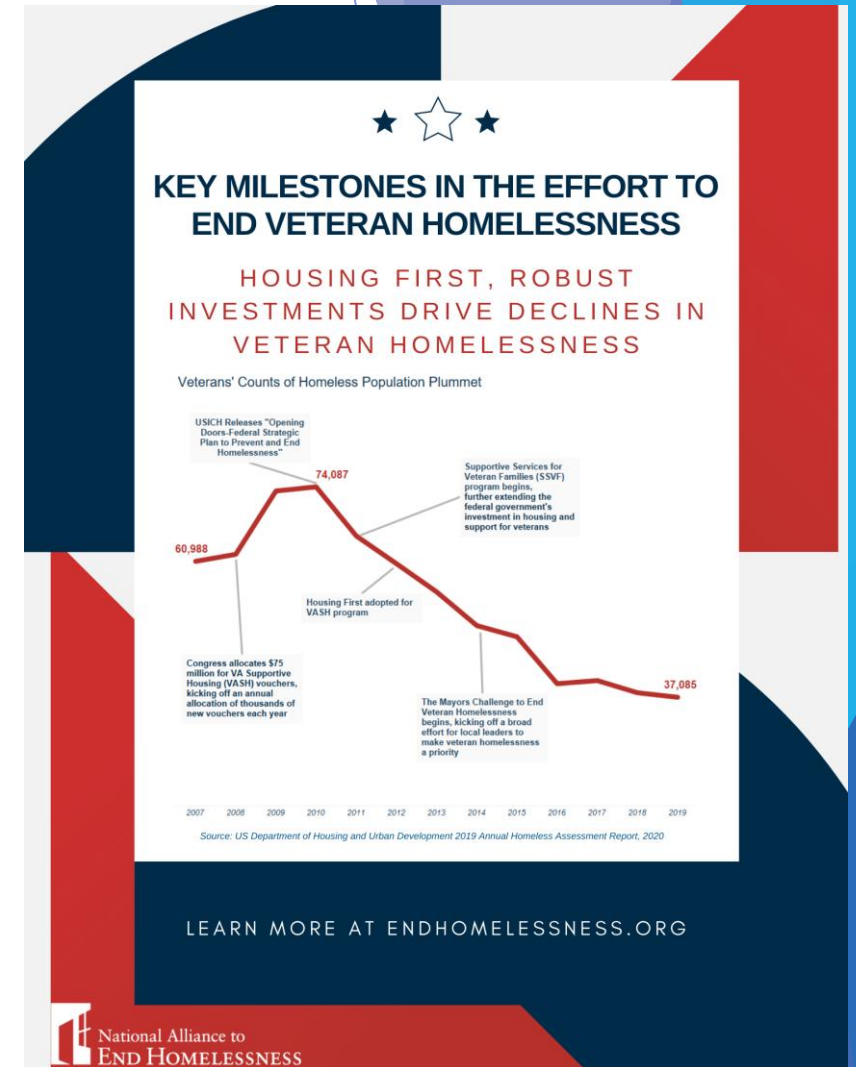 KEY MILESTONES IN THE EFFORT TO
END VETERAN HOMELESSNESS
HOUSING FIRST, ROBUST
INVESTMENTS DRIVE DECLINES IN
VETERAN HOMELESSNESS
Veterans' Counts of Homeless Population Plummet
USICH Releases "Opening
Doors-Federal Strategic
Plan to Prevent and End
Homelessness"
74,087
Supportive Services for
Veteran Families (SSVF)
program begins,
further extending the
federal government's
investment in housing and
support for veterans
60,988
Housing First adopted for
VASH program
Congress allocates $75
million for VA Supportive
Housing (VASH) vouchers,
kicking off an annual
allocation of thousands of
new vouchers each year
37,085
The Mayors Challenge to End
Veteran Homelessness
begins, kicking off a broad
effort for local leaders to
make veteran homelessness
a priority
2007 2008 2009 2010 2011 2012 2013 2014 2015 2016 2017 2018 2019
Source: US Department of Housing and Urban Development 2019 Annual Homeless Assessment Report, 2020
LEARN MORE AT ENDHOMELESSNESS.ORG
National Alliance to
END HOMELESSNESS